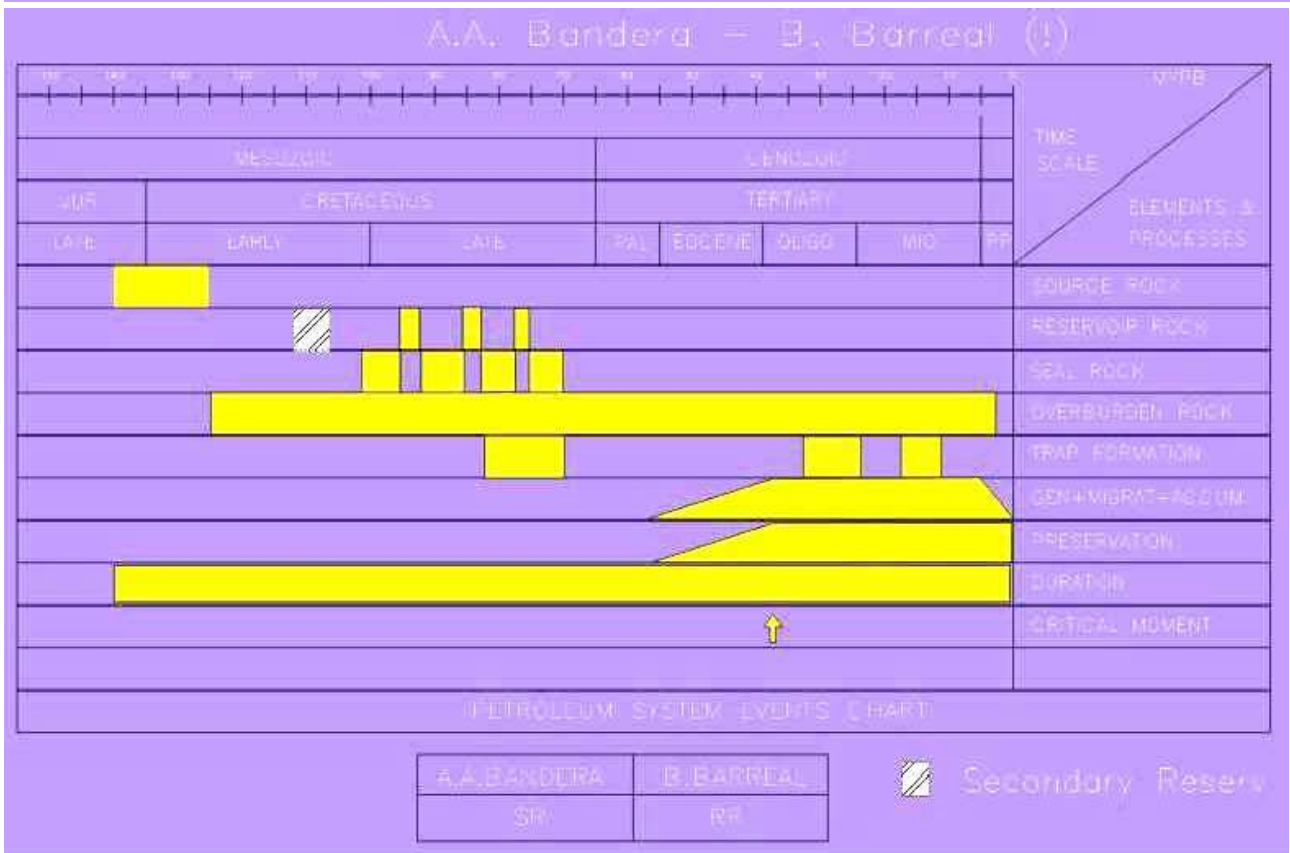 A.A. Bandera - B. Barreal (!)
MYPB
TIME
SCALE
ELEMENTS &
PROCESSES
MESOZOIC CENOZOIC
JUR CRETACEOUS TERTIARY
LATE EARLY LATE PAL EOCENE OLIGO MIO PP
SOURCE ROCK
RESERVOIR ROCK
SEAL ROCK
OVERBURDEN ROCK
TRAP FORMATION
GEN+MIGRAT+ACCUM
PRESERVATION
DURATION
CRITICAL MOMENT
PETROLEUM SYSTEM EVENTS CHART
A.A.BANDERA B.BARREAL
SR RR
Secondary Reserv